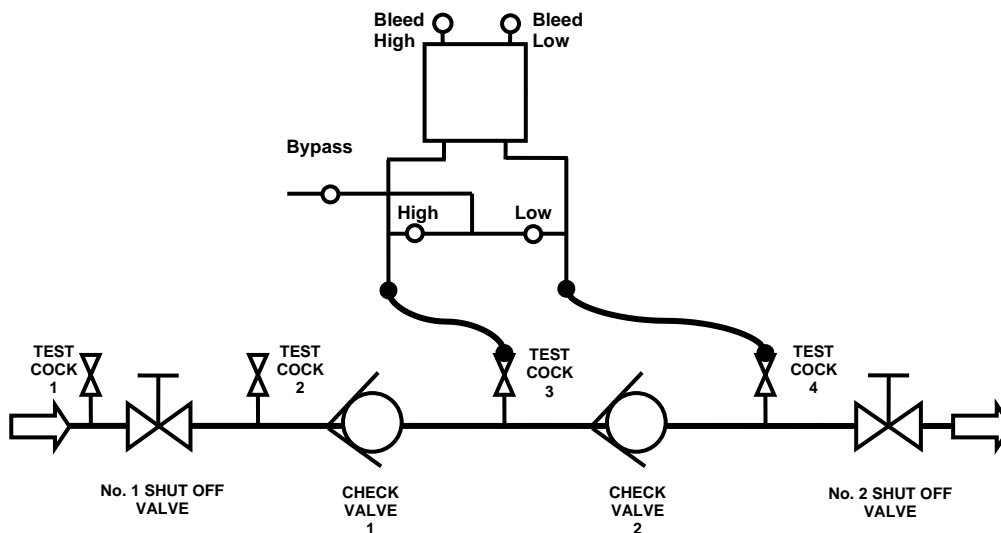 Bleed
High
Bleed
Low
Bypass
High
Low
TEST
COCK
1
TEST
COCK
2
TEST
COCK
3
TEST
COCK
4
No. 1 SHUT OFF
VALVE
CHECK
VALVE
1
CHECK
VALVE
2
No. 2 SHUT OFF
VALVE